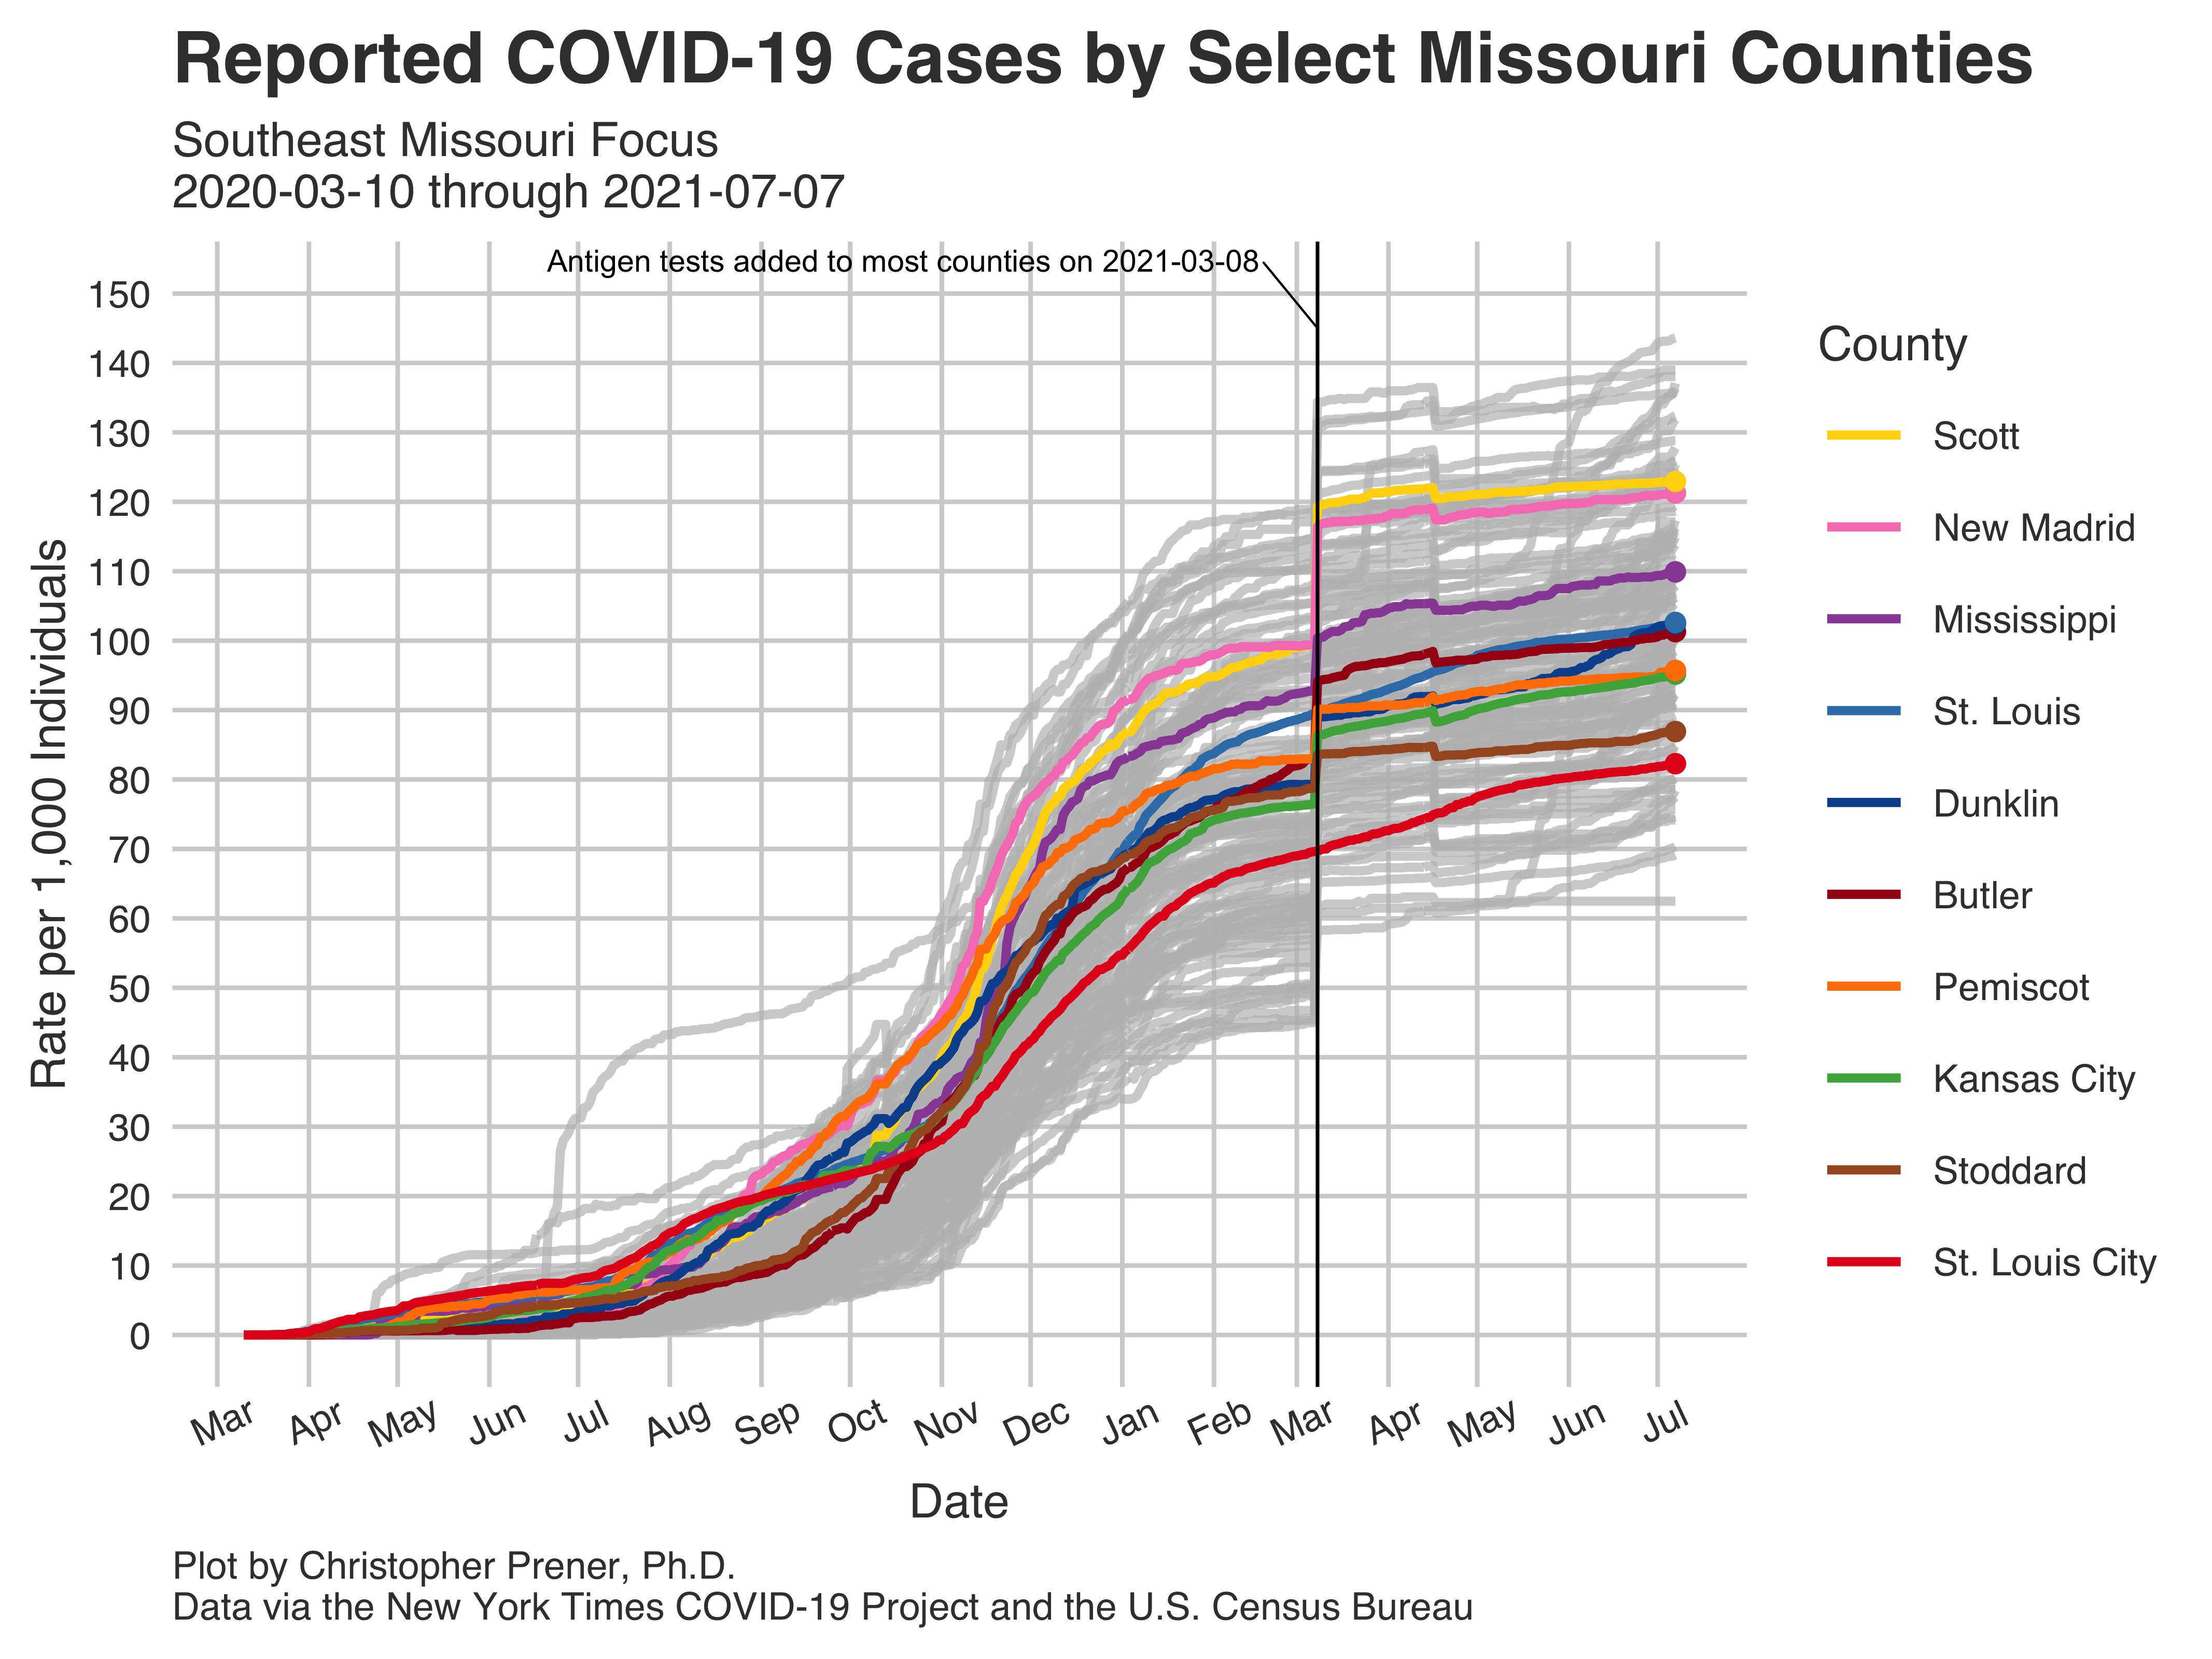 Reported COVID-19 Cases by Select Missouri Counties
Southeast Missouri Focus
2020-03-10 through 2021-07-07
Antigen tests added to most counties on 2021-03-08
150
140
130
120
110
100
90
80
70
60
50
40
30
20
10
0
Rate per 1,000 Individuals
Mar
Apr
May
Jun
Jul
Aug
Sep
Oct
Nov
Dec
Jan
Feb
Mar
Apr
May
Jun
Jul
Date
County
Scott
New Madrid
Mississippi
St. Louis
Dunklin
Butler
Pemiscot
Kansas City
Stoddard
St. Louis City
Plot by Christopher Prener, Ph.D.
Data via the New York Times COVID-19 Project and the U.S. Census Bureau